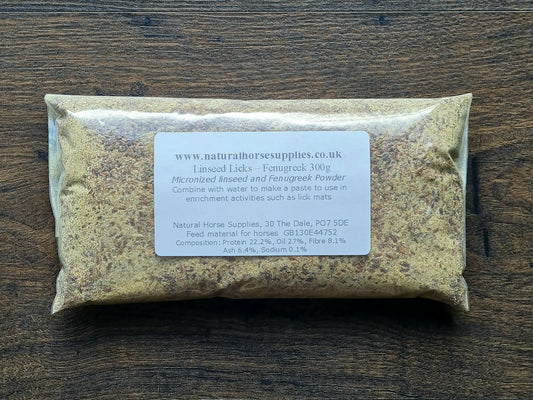 www.naturalhorsesupplies.co.uk
Linseed Licks – Fenugreek 300g
Micronized linseed and Fenugreek Powder
Combine with water to make a paste to use in
enrichment activities such as lick mats
Natural Horse Supplies, 30 The Dale, PO7 5DE
Feed material for horses GB130E44752
Composition: Protein 22.2%, Oil 27%, Fibre 8.1%
Ash 6.4%, Sodium 0.1%